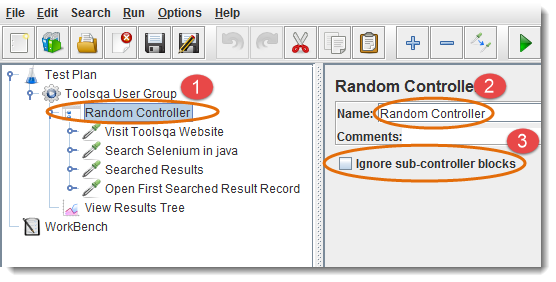 File Edit Search Run Options Help
Test Plan
Toolsqa User Group
Random Controller
Visit Toolsqa Website
Search Selenium in java
Searched Results
Open First Searched Result Record
View Results Tree
WorkBench
1
Random Controlle
2
Name: Random Controller
Comments:
3
Ignore sub-controller blocks